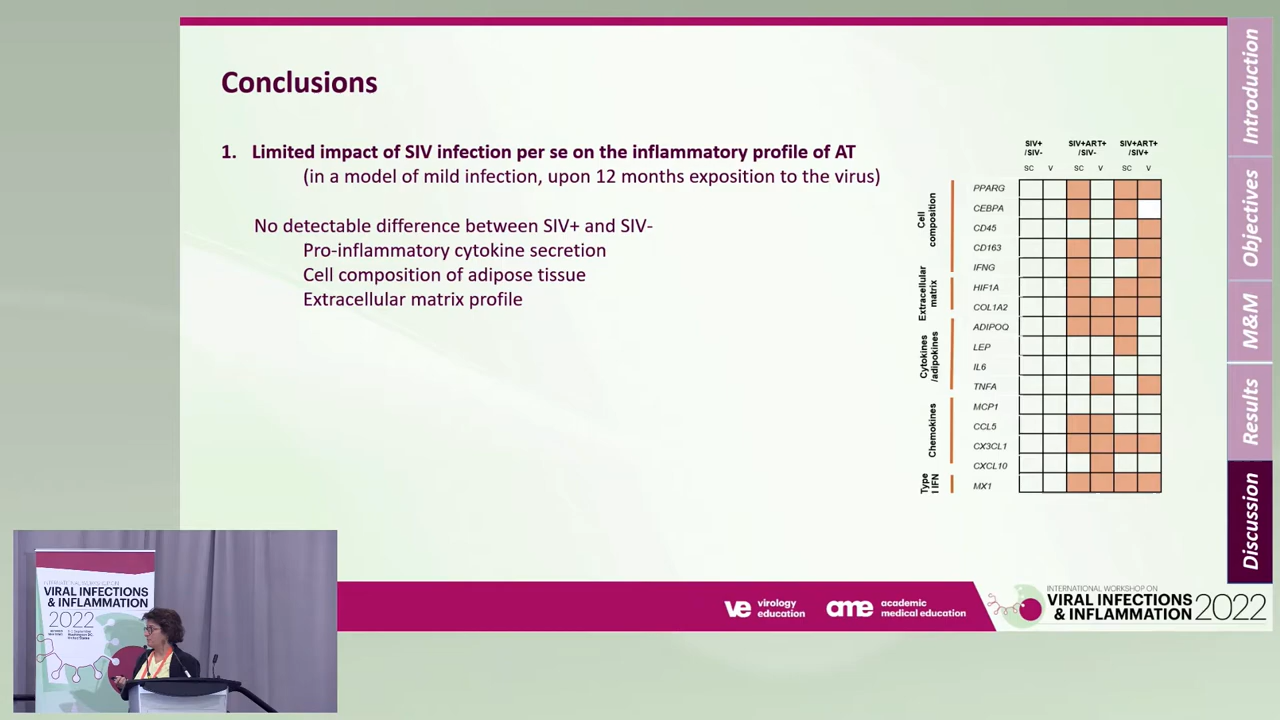 Conclusions
1. Limited impact of SIV infection per se on the inflammatory profile of AT
(in a model of mild infection, upon 12 months exposition to the virus)
No detectable difference between SIV+ and SIV-
Pro-inflammatory cytokine secretion
Cell composition of adipose tissue
Extracellular matrix profile
SIV+ /SIV-
SIV+ART+ /SIV-
SIV+ART+ /SIV+
SC V SC V SC V
Cell composition
PPARG
CEBPA
CD45
CD163
IFNG
Extracellular matrix
HIF1A
COL1A2
Cytokines /adipokines
ADIPOQ
LEP
IL6
TNFA
Chemokines
MCP1
CCL5
CX3CL1
CXCL10
Type I IFN
MX1
Introduction
Objectives
M&M
Results
Discussion
INTERNATIONAL WORKSHOP ON
VIRAL INFECTIONS
& INFLAMMATION
2022
ve virology education
ame academic medical education
INTERNATIONAL WORKSHOP ON
VIRAL INFECTIONS
& INFLAMMATION 2022